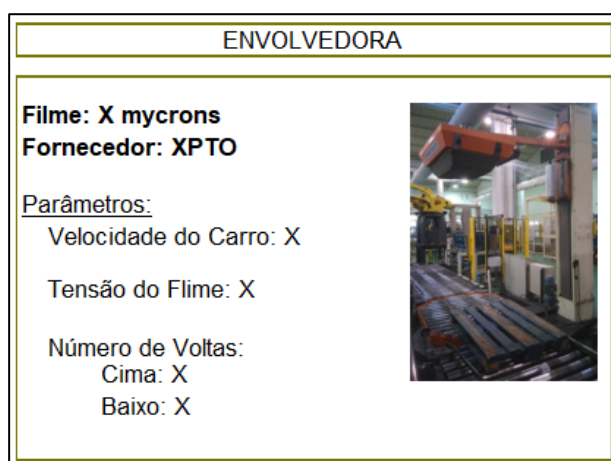 ENVOLVEDORA
Filme: X mycrons
Fornecedor: XPTO
Parâmetros:
Velocidade do Carro: X
Tensão do Flime: X
Número de Voltas:
Cima: X
Baixo: X